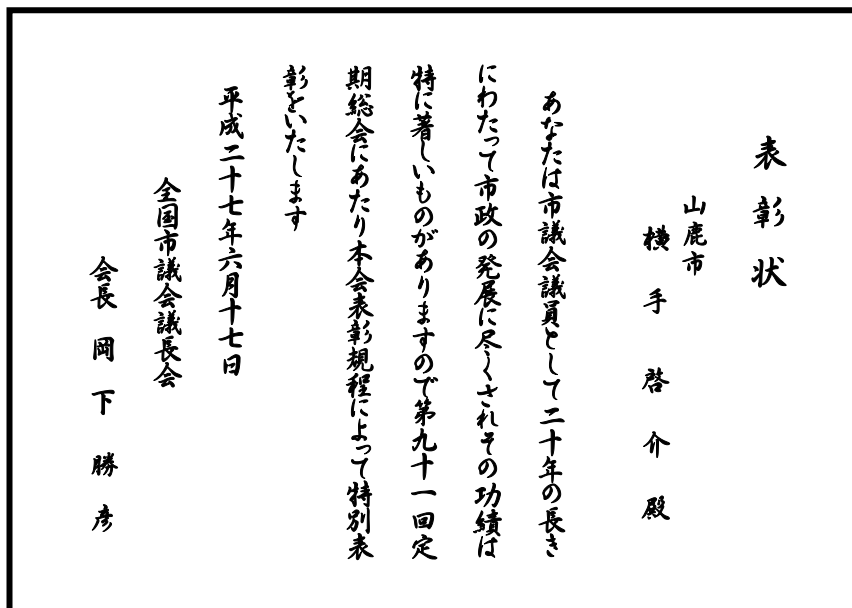 表彰状
山鹿市
横手啓介殿
あなたは市議会議員として二十年の長き
にわたって市政の発展に尽くされその功績は
特に著しいものがありますので第九十一回定
期総会にあたり本会表彰規程によって特別表
彰をいたします
平成二十七年六月十七日
全国市議会議長会
会長 岡下勝彦